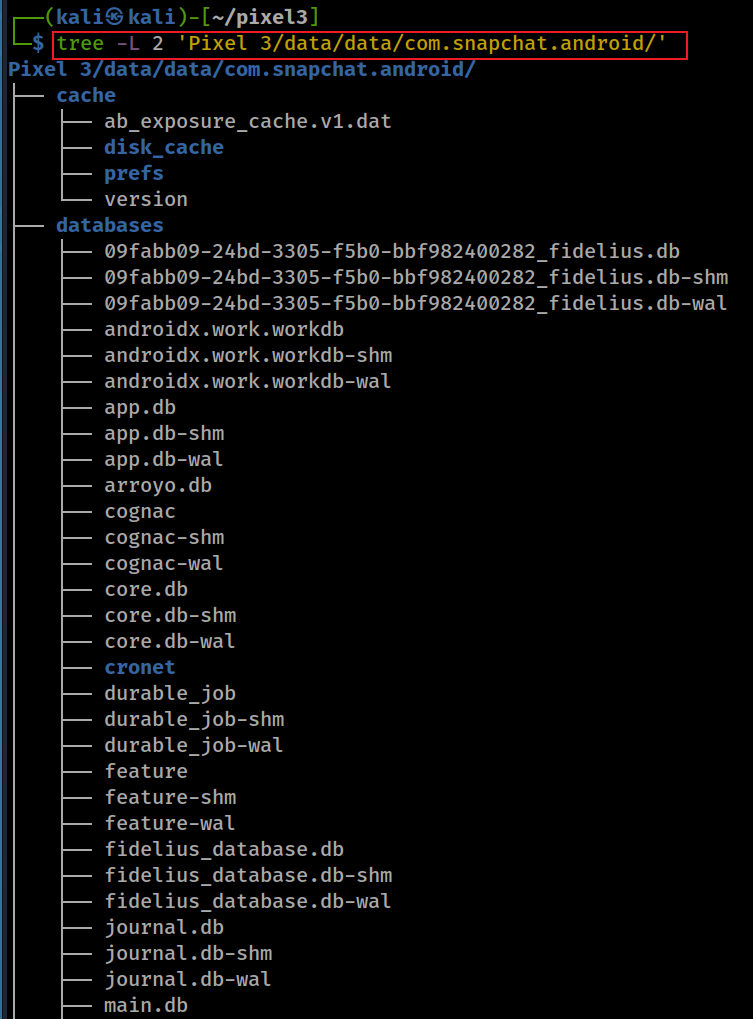 (kali㉿kali)-[~/pixel3]
$ tree -L 2 'Pixel 3/data/data/com.snapchat.android/'
Pixel 3/data/data/com.snapchat.android/
cache
ab_exposure_cache.v1.dat
disk_cache
prefs
version
databases
09fabb09-24bd-3305-f5b0-bbf982400282_fidelius.db
09fabb09-24bd-3305-f5b0-bbf982400282_fidelius.db-shm
09fabb09-24bd-3305-f5b0-bbf982400282_fidelius.db-wal
androidx.work.workdb
androidx.work.workdb-shm
androidx.work.workdb-wal
app.db
app.db-shm
app.db-wal
arroyo.db
cognac
cognac-shm
cognac-wal
core.db
core.db-shm
core.db-wal
cronet
durable_job
durable_job-shm
durable_job-wal
feature
feature-shm
feature-wal
fidelius_database.db
fidelius_database.db-shm
fidelius_database.db-wal
journal.db
journal.db-shm
journal.db-wal
main.db